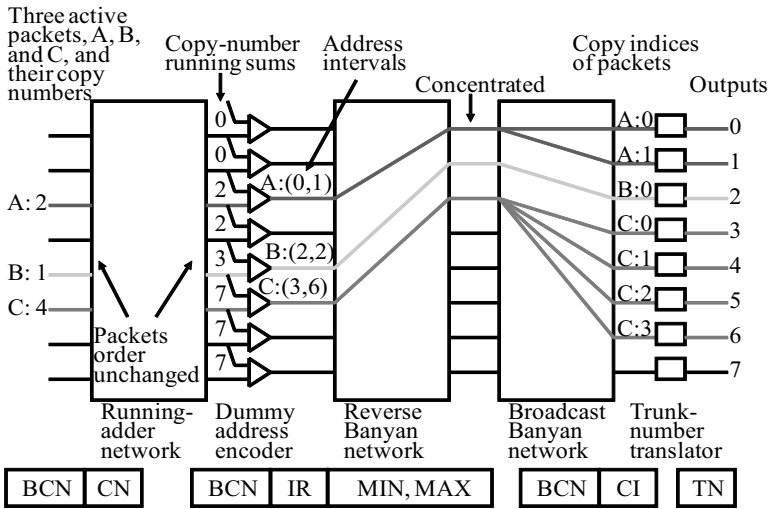 Three active
packets, A, B,
and C, and
their copy
numbers
Copy-number
running sums
Address
intervals
Concentrated
Copy indices
of packets
Outputs
0
A:0
0
0
A:1
1
A: 2
2
A:(0,1)
B:0
2
2
C:0
3
B: 1
3
B:(2,2)
C:1
4
C: 4
7
C:(3,6)
C:2
5
7
C:3
6
7
7
Packets
order
unchanged
Running-
adder
network
Dummy
address
encoder
Reverse
Banyan
network
Broadcast
Banyan
network
Trunk-
number
translator
BCN CN
BCN IR MIN, MAX
BCN CI
TN